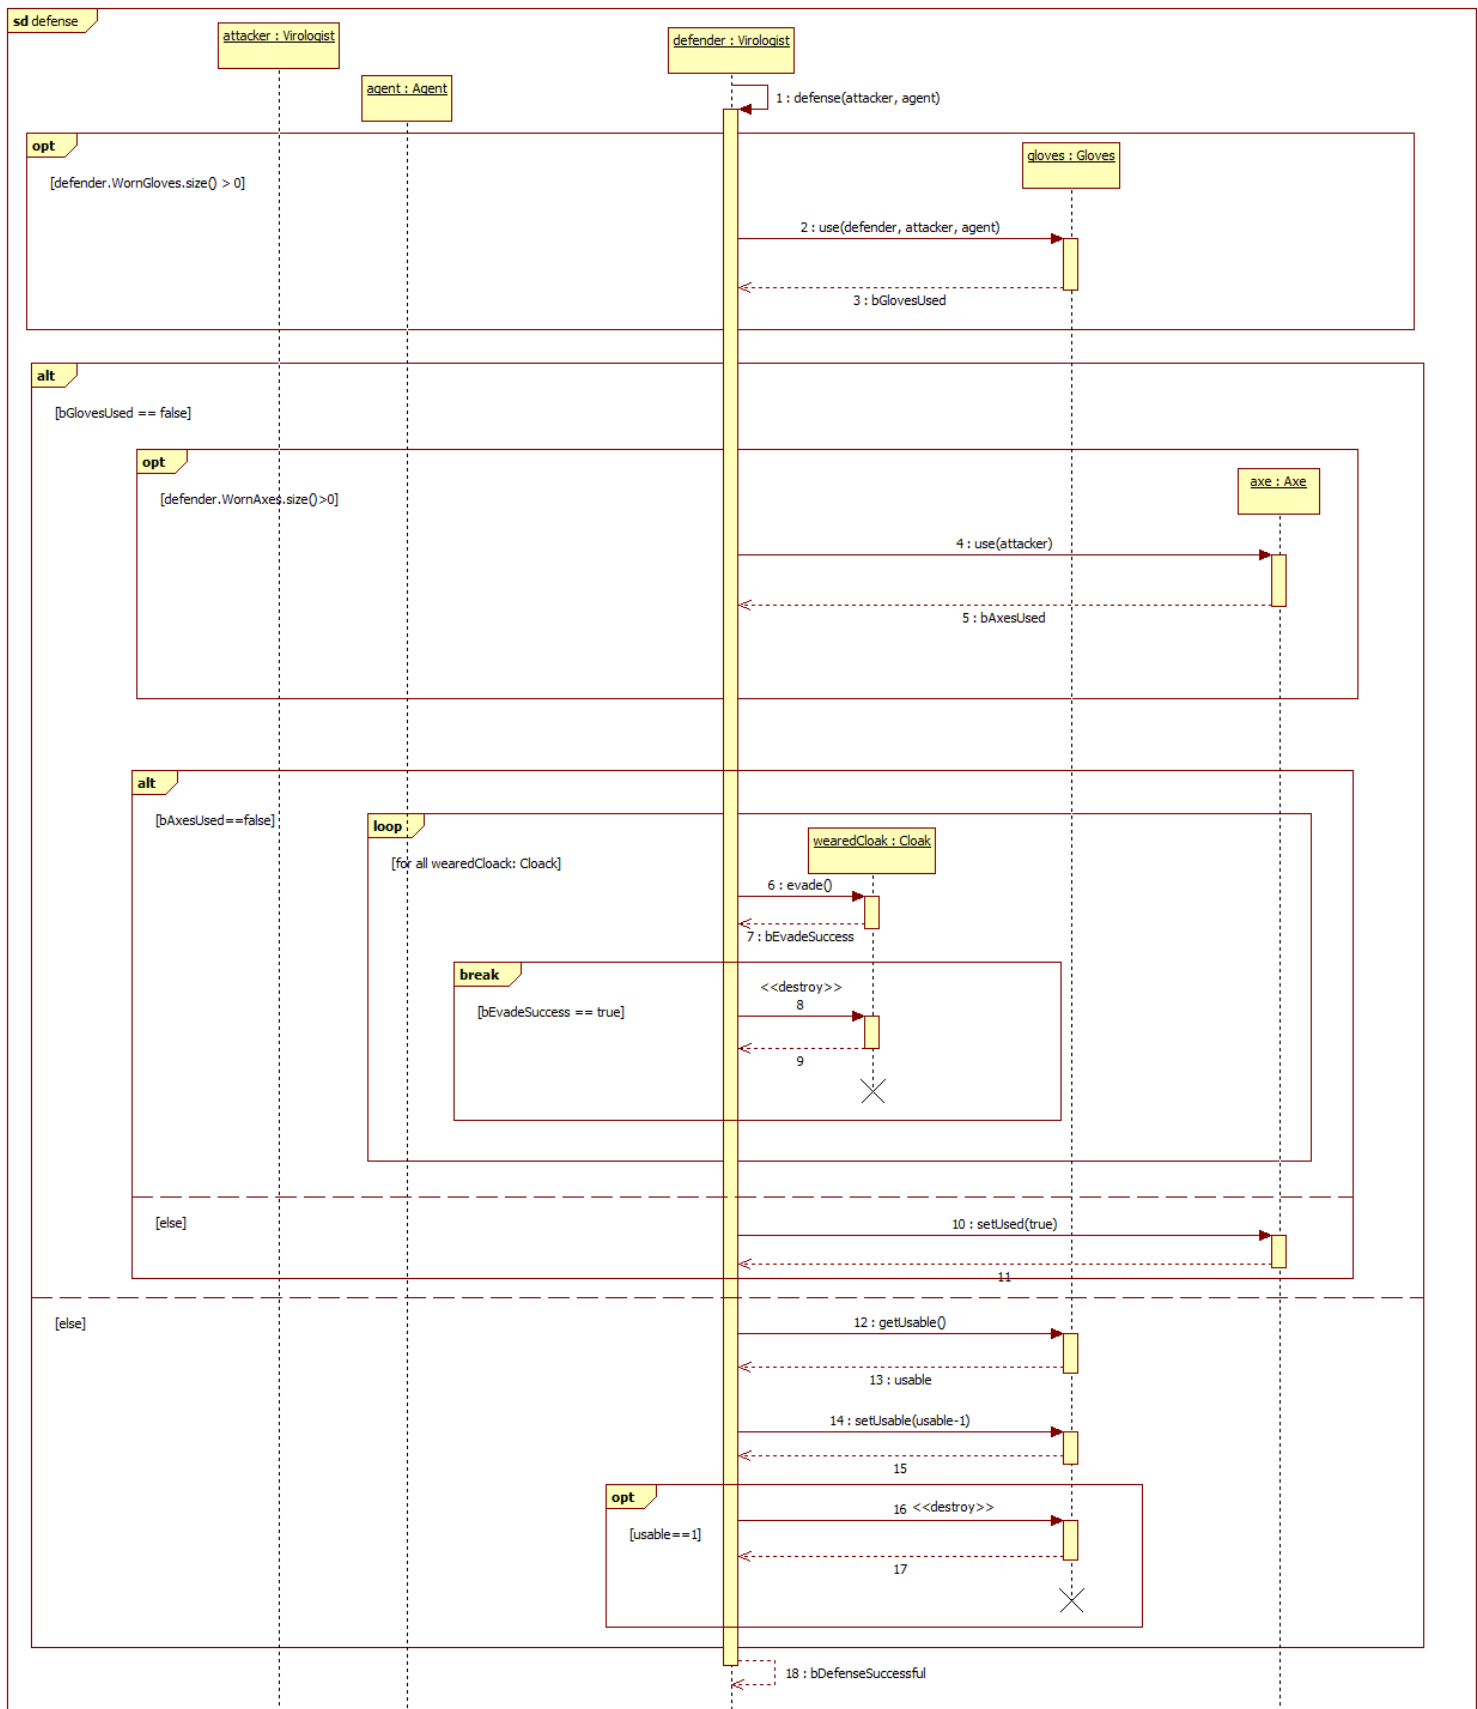 sd defense
attacker : Virologist
defender : Virologist
agent : Agent
1 : defense(attacker, agent)
opt
gloves : Gloves
[defender.WornGloves.size() > 0]
2 : use(defender, attacker, agent)
3 : bGlovesUsed
alt
[bGlovesUsed == false]
opt
axe : Axe
[defender.WornAxes.size()>0]
4 : use(attacker)
5 : bAxesUsed
alt
[bAxesUsed==false]
loop
wearedCloak : Cloak
[for all wearedCloack: Cloack]
6 : evade()
7 : bEvadeSuccess
break
<<destroy>>
8
[bEvadeSuccess == true]
9
[else]
10 : setUsed(true)
11
[else]
12 : getUsable()
13 : usable
14 : setUsable(usable-1)
15
opt
16 <<destroy>>
[usable==1]
17
18 : bDefenseSuccessful